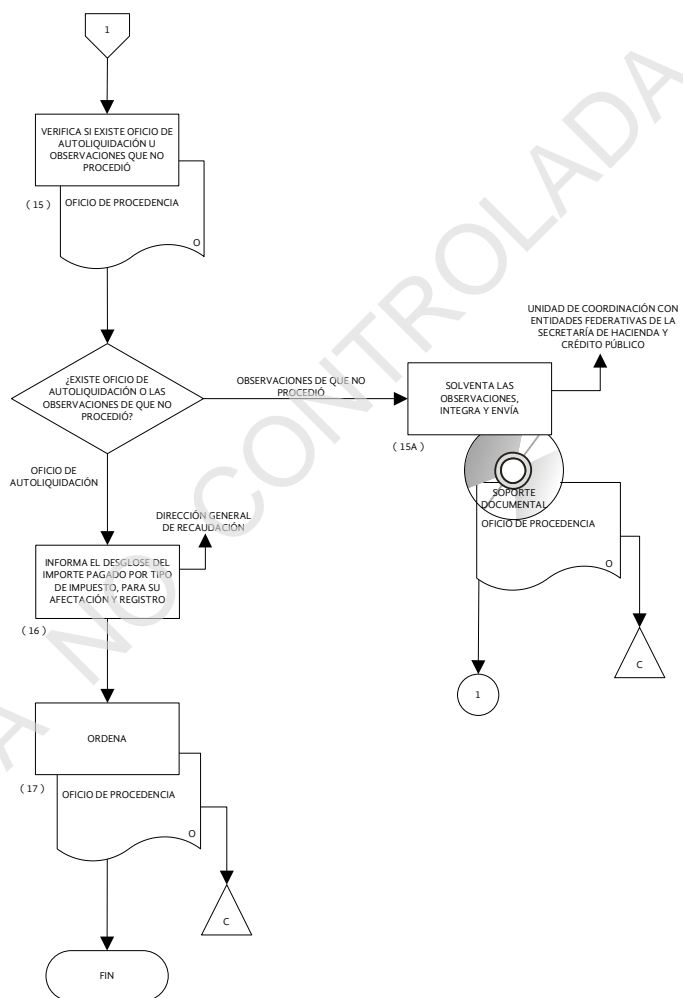 1
VERIFICA SI EXISTE OFICIO DE
AUTOLIQUIDACIÓN U
OBSERVACIONES QUE NO
PROCEDIÓ
( 15 )
OFICIO DE PROCEDENCIA
O
¿EXISTE OFICIO DE
AUTOLIQUIDACIÓN O LAS
OBSERVACIONES DE QUE NO
PROCEDIÓ?
OBSERVACIONES DE QUE NO
PROCEDIÓ
UNIDAD DE COORDINACIÓN CON
ENTIDADES FEDERATIVAS DE LA
SECRETARÍA DE HACIENDA Y
CRÉDITO PÚBLICO
SOLVENTA LAS
OBSERVACIONES,
INTEGRA Y ENVÍA
( 15A )
SOPORTE
DOCUMENTAL
OFICIO DE PROCEDENCIA
O
C
1
OFICIO DE
AUTOLIQUIDACIÓN
DIRECCIÓN GENERAL
DE RECAUDACIÓN
INFORMA EL DESGLOSE DEL
IMPORTE PAGADO POR TIPO
DE IMPUESTO, PARA SU
AFECTACIÓN Y REGISTRO
( 16 )
ORDENA
( 17 )
OFICIO DE PROCEDENCIA
O
C
FIN
A NO CONTROLADA